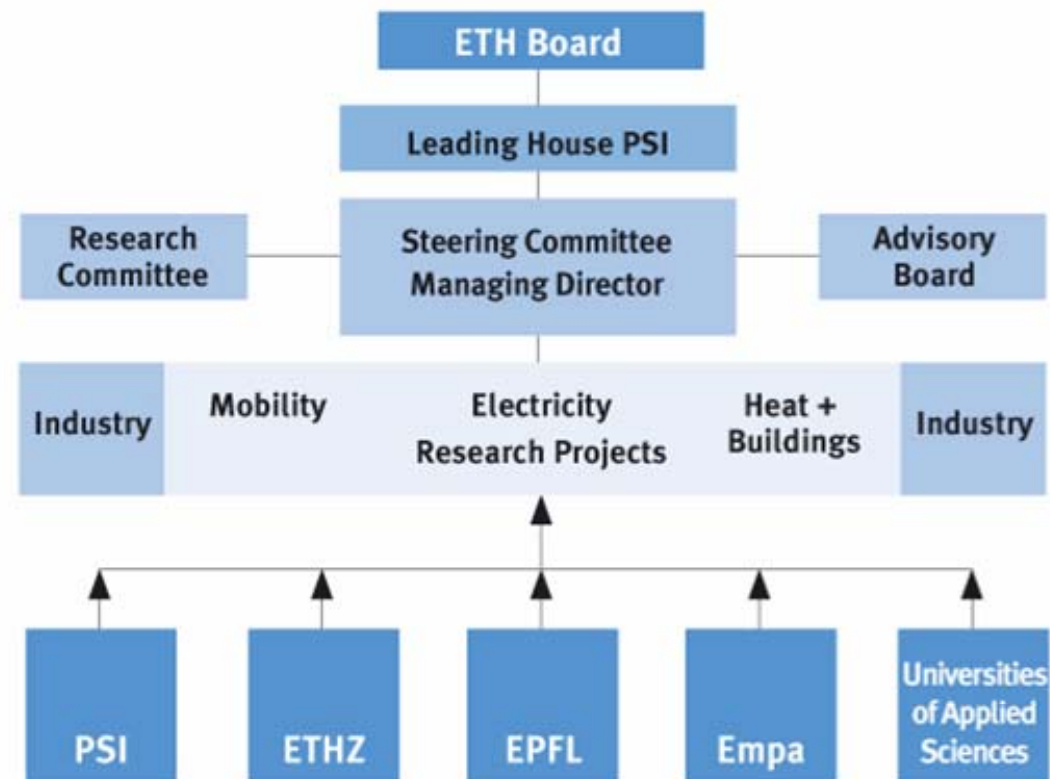 ETH Board
Leading House PSI
Research
Committee
Steering Committee
Managing Director
Advisory
Board
Industry
Mobility
Electricity
Research Projects
Heat +
Buildings
Industry
PSI
ETHZ
EPFL
Empa
Universities
of Applied
Sciences